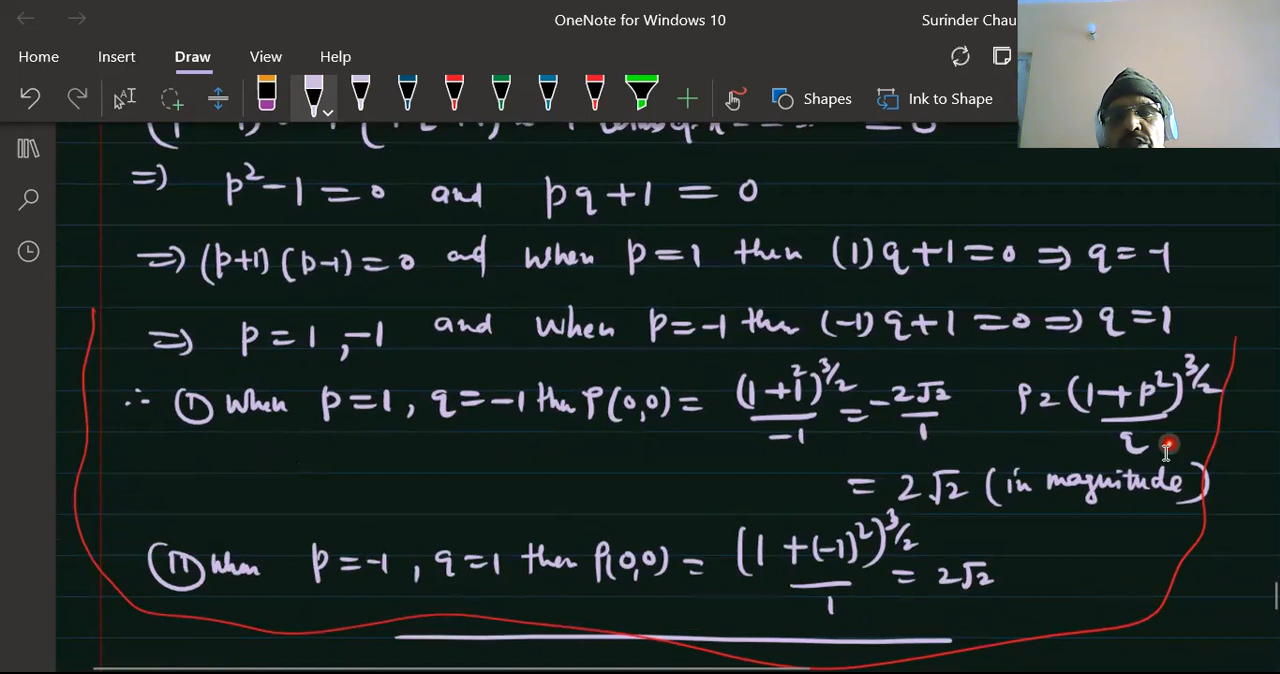 OneNote for Windows 10
Surinder Chau
Home Insert Draw View Help
Shapes Ink to Shape
= 0
⇒) p² - 1 = 0 and pq + 1 = 0
⇒) (p+1) (p-1) = 0 ad when p = 1 then (1) q + 1 = 0 ⇒ q = -1
⇒ p = 1, -1 and when p = -1 then (-1) q + 1 = 0 ⇒ q = 1
∴ ① when p = 1, q = -1 then ρ(0,0) = (1+1²)^3/2 / -1 = -2√2 / 1 ρ = (1+p²)^3/2 / q
= 2√2 (in magnitude)
② when p = -1, q = 1 then ρ(0,0) = (1+(-1)²)^3/2 / 1 = 2√2